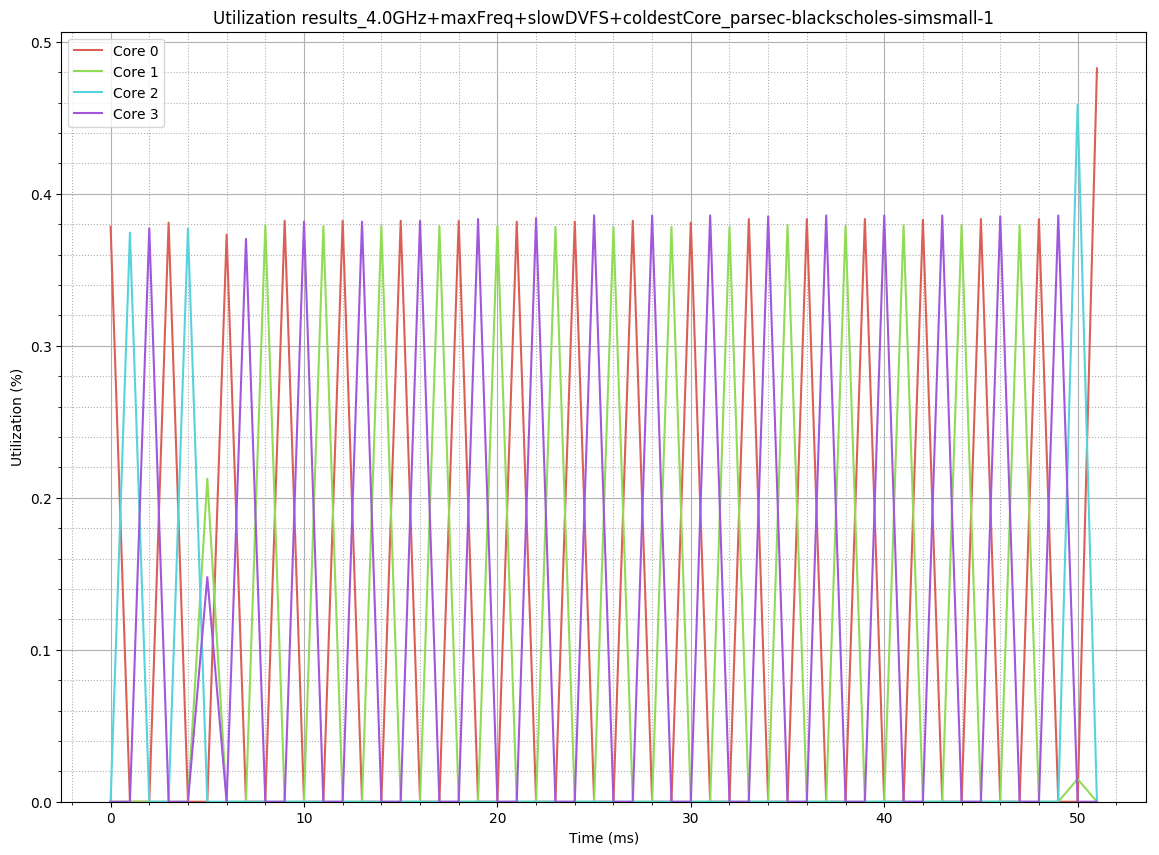 Utilization results_4.0GHz+maxFreq+slowDVFS+coldestCore_parsec-blackscholes-simsmall-1
Core 0
Core 1
Core 2
Core 3
0.5
0.4
0.3
0.2
0.1
0.0
Utilization (%)
0 10 20 30 40 50
Time (ms)